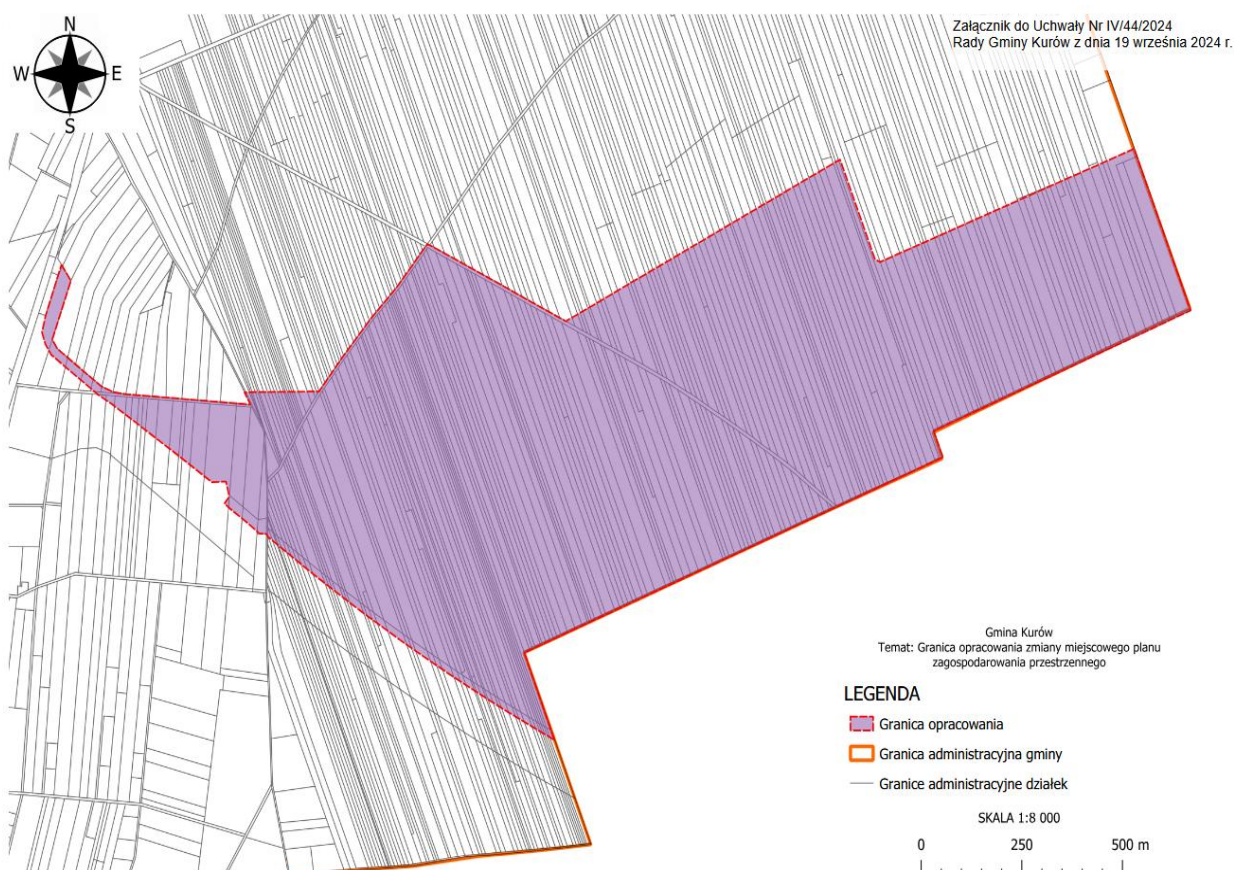 Załącznik do Uchwały Nr IV/44/2024
Rady Gminy Kurów z dnia 19 września 2024 r.
N
W E
S
Gmina Kurów
Temat: Granica opracowania zmiany miejscowego planu
zagospodarowania przestrzennego
LEGENDA
Granica opracowania
Granica administracyjna gminy
Granice administracyjne działek
SKALA 1:8 000
0 250 500 m